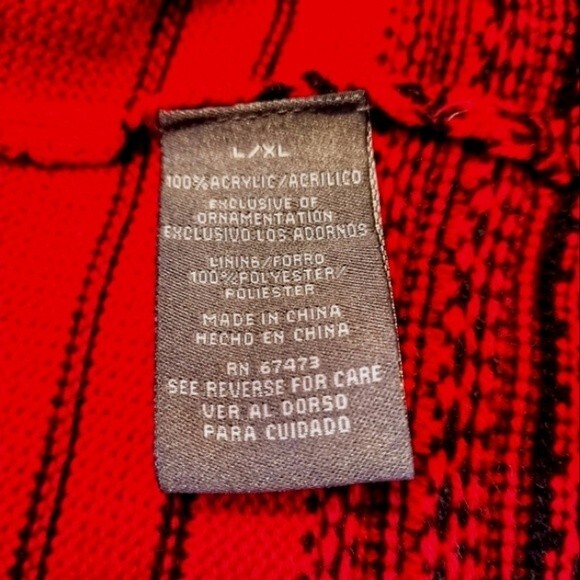 L/XL
100% ACRYLIC/ACRILICO
EXCLUSIVE OF
ORNAMENTATION
EXCLUSIVO LOS ADORNOS
LINING/FORRO
100% POLYESTER/
POLIESTER
MADE IN CHINA
HECHO EN CHINA
RN 67473
SEE REVERSE FOR CARE
VER AL DORSO
PARA CUIDADO